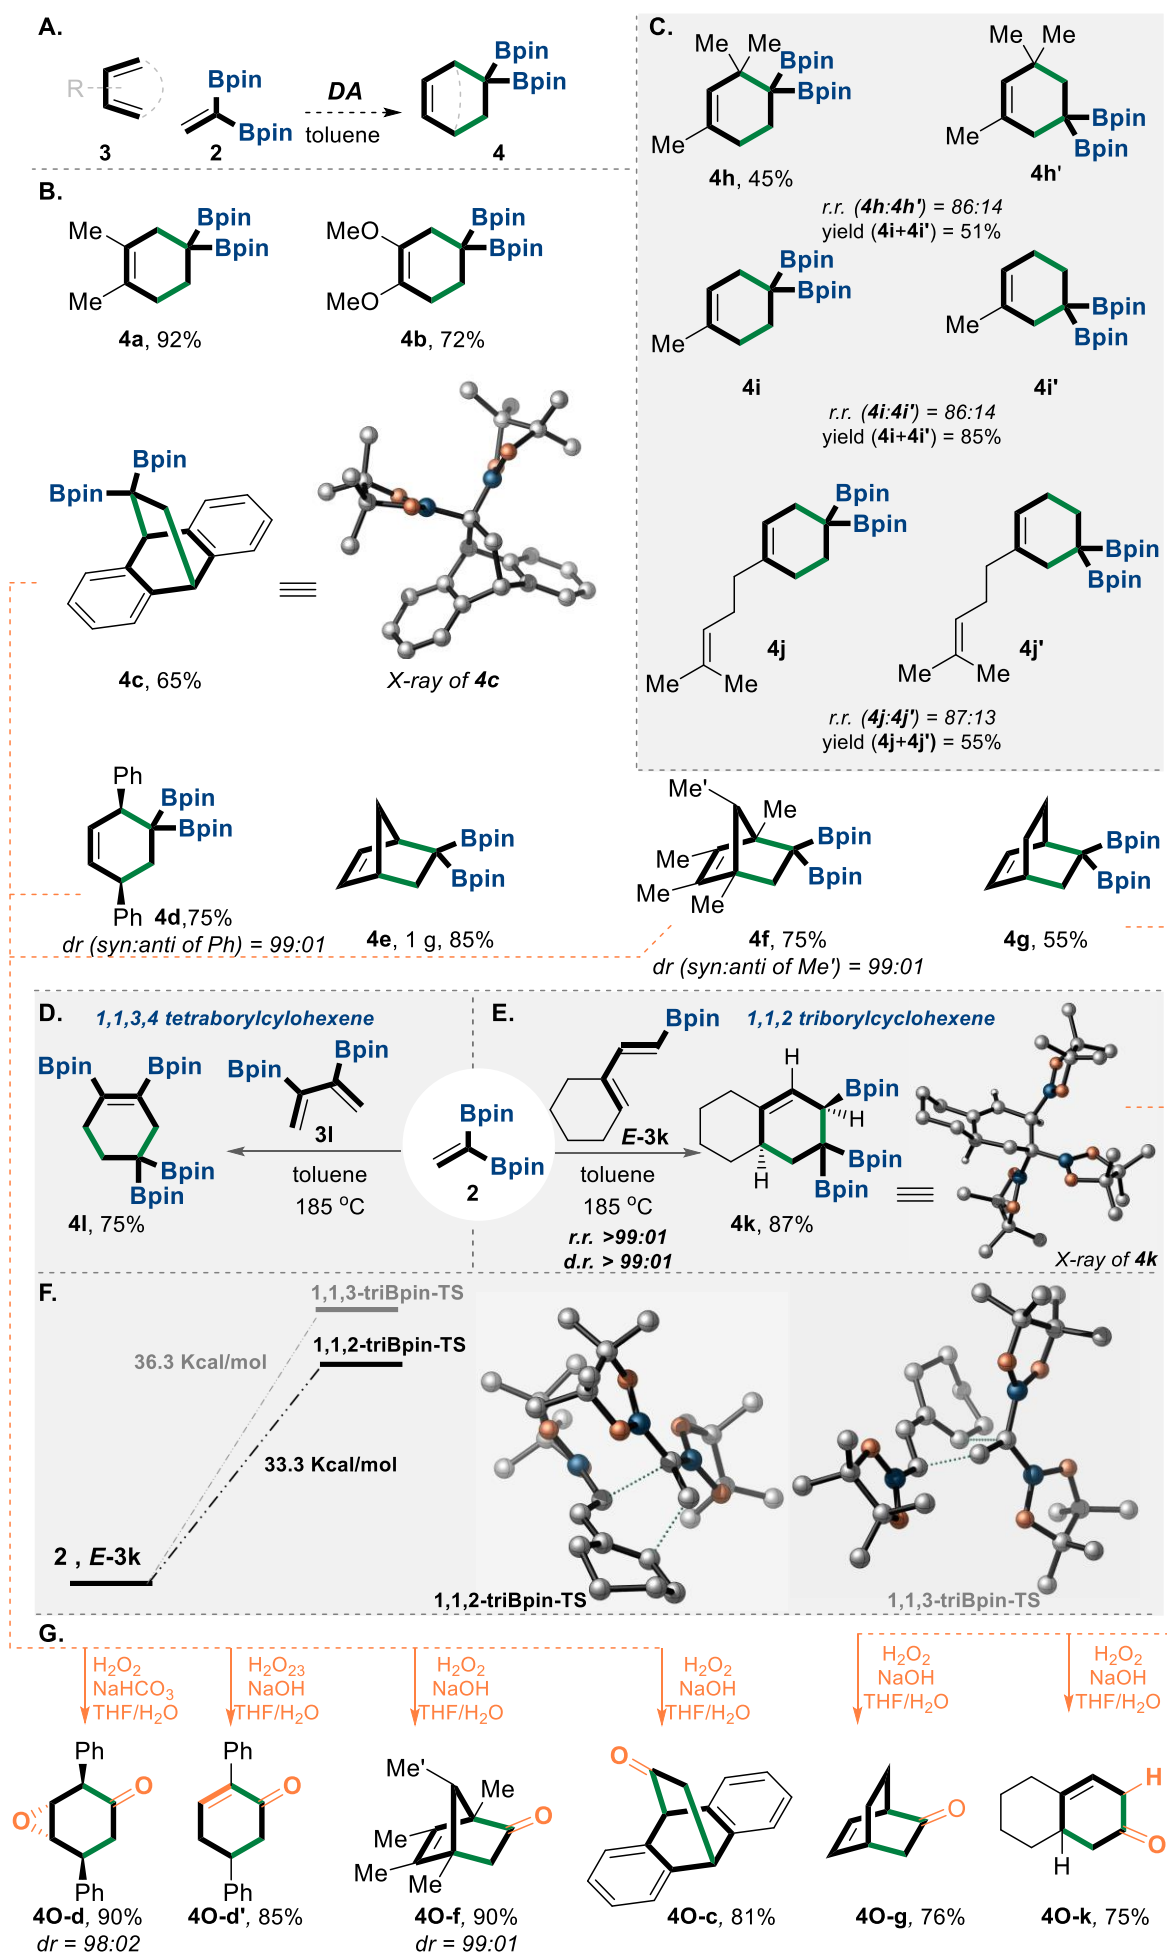 A.
R
3
Bpin
Bpin
2
DA
toluene
Bpin
Bpin
4
B.
Me
Me
Bpin
Bpin
4a, 92%
MeO
MeO
Bpin
Bpin
4b, 72%
Bpin
Bpin
4c, 65%
X-ray of 4c
C.
Me
Me
Bpin
Bpin
Me
4h, 45%
Me
Me
Me
Bpin
Bpin
4h'
r.r. (4h:4h') = 86:14
yield (4i+4i') = 51%
Bpin
Bpin
Me
4i
Me
Bpin
Bpin
4i'
r.r. (4i:4i') = 86:14
yield (4i+4i') = 85%
Bpin
Bpin
4j
Me
Me
Bpin
Bpin
4j'
Me
Me
r.r. (4j:4j') = 87:13
yield (4j+4j') = 55%
Ph
Bpin
Bpin
Ph
4d,75%
dr (syn:anti of Ph) = 99:01
Bpin
Bpin
4e, 1 g, 85%
Me'
Me
Me
Me
Me
Bpin
Bpin
4f, 75%
dr (syn:anti of Me') = 99:01
Bpin
Bpin
4g, 55%
D.
1,1,3,4 tetraborylcylohexene
Bpin
Bpin
Bpin
Bpin
4l, 75%
Bpin
Bpin
3l
toluene
185 °C
Bpin
Bpin
2
E.
Bpin
E-3k
toluene
185 °C
r.r. >99:01
d.r. > 99:01
1,1,2 triborylcyclohexene
H
Bpin
H
Bpin
H
Bpin
4k, 87%
X-ray of 4k
F.
1,1,3-triBpin-TS
1,1,2-triBpin-TS
36.3 Kcal/mol
33.3 Kcal/mol
2 , E-3k
1,1,2-triBpin-TS
1,1,3-triBpin-TS
G.
H₂O₂
NaHCO₃
THF/H₂O
H₂O₂₃
NaOH
THF/H₂O
H₂O₂
NaOH
THF/H₂O
H₂O₂
NaOH
THF/H₂O
H₂O₂
NaOH
THF/H₂O
H₂O₂
NaOH
THF/H₂O
Ph
O
O
Ph
4O-d, 90%
dr = 98:02
Ph
O
Ph
4O-d', 85%
Me'
Me
Me
Me
Me
O
4O-f, 90%
dr = 99:01
O
4O-c, 81%
O
4O-g, 76%
H
O
H
4O-k, 75%